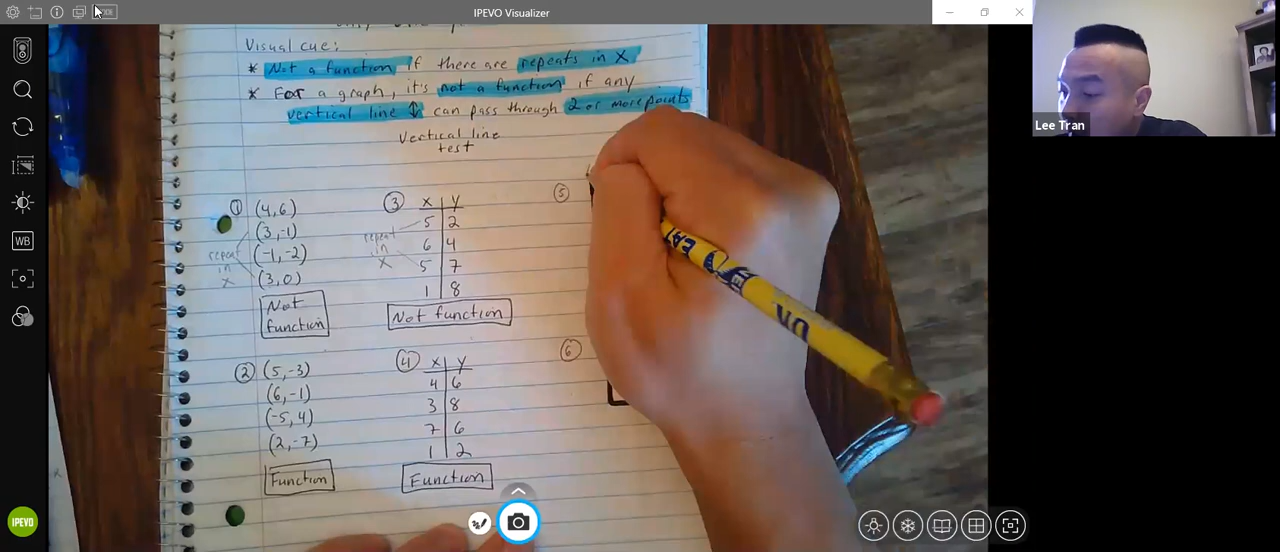 IPEVO Visualizer
Lee Tran
WB
IPEVO
Visual cue:
* Not a function if there are repeats in X
* For a graph, it's not a function if any
vertical line ↕ can pass through 2 or more points
Vertical line
test
① (4,6)
(3,-1)
(-1,-2)
(3,0)
repeat
in
X
Not
function
② (5,-3)
(6,-1)
(-5,4)
(2,-7)
Function
③ X Y
5 2
6 4
5 7
1 8
repeat
in
X
Not function
④ X Y
4 6
3 8
7 6
1 2
Function
⑤
⑥